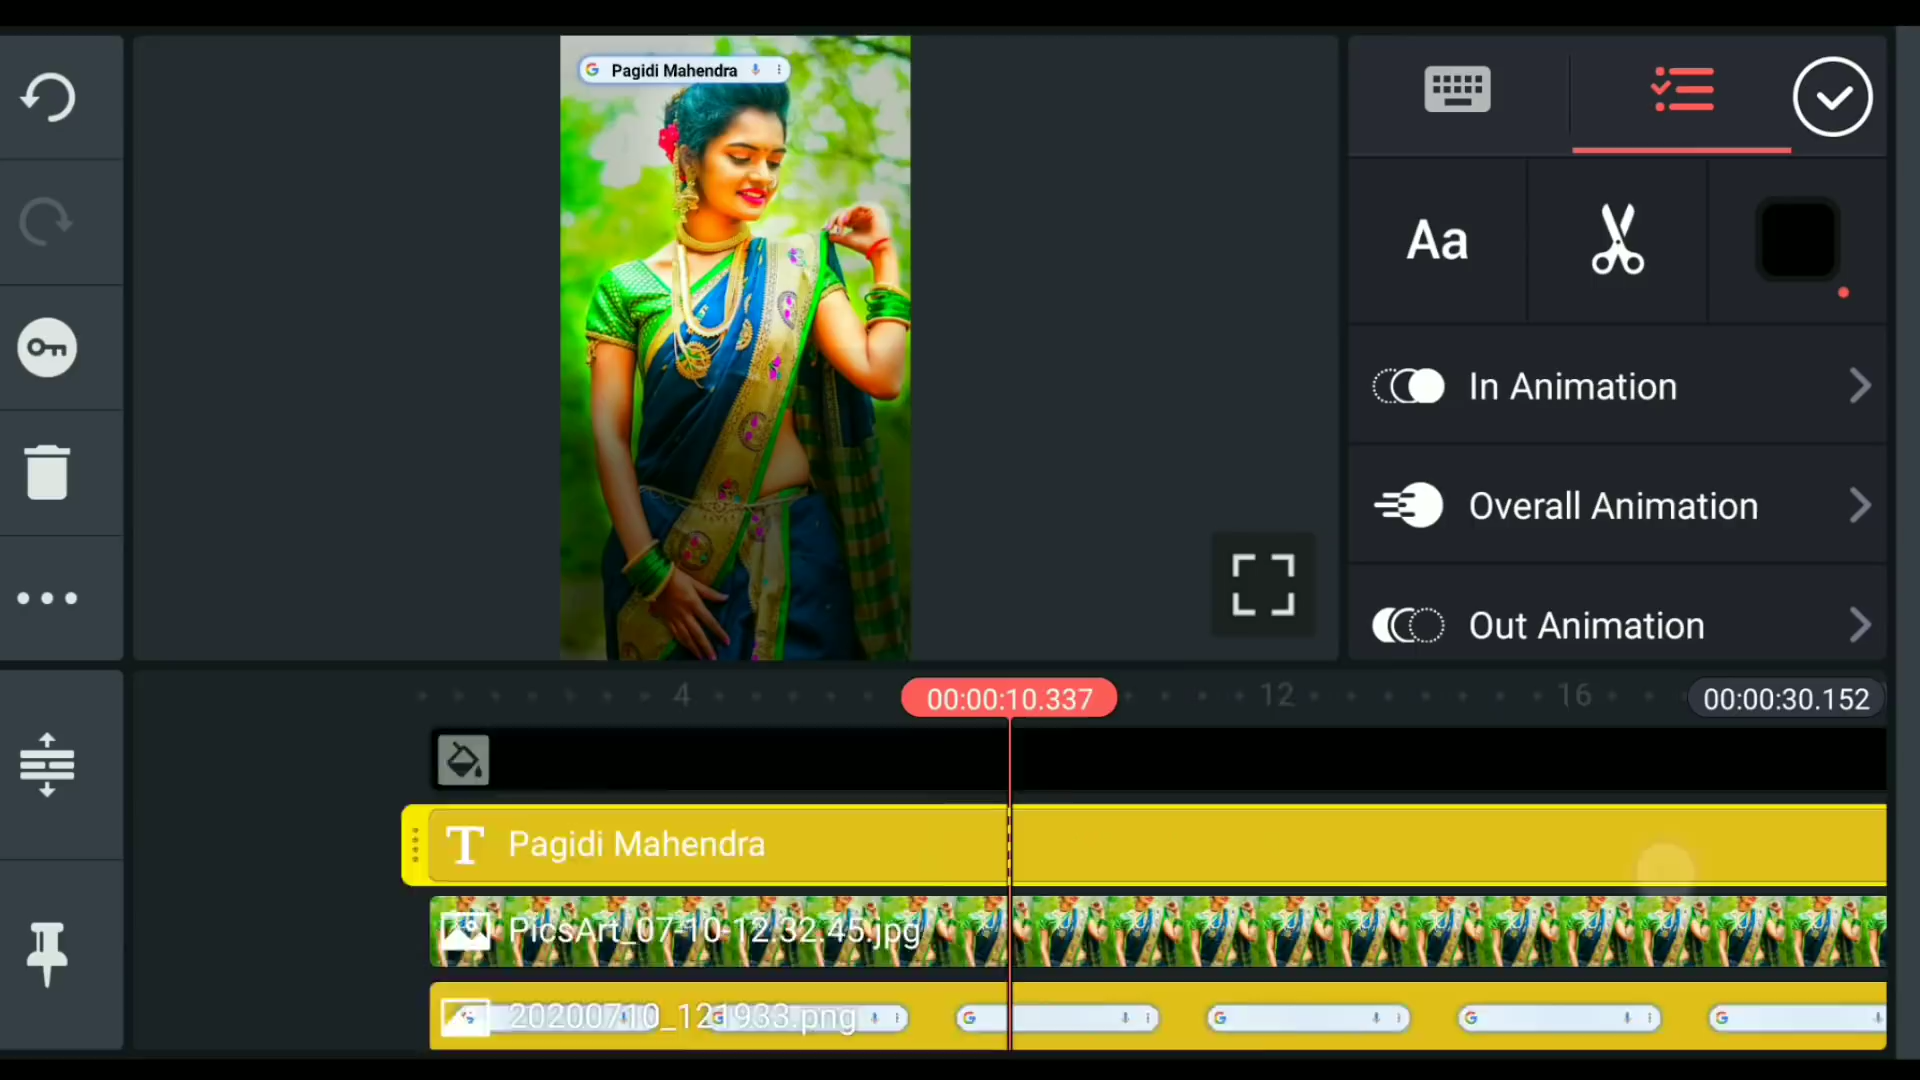 Pagidi Mahendra
Aa
In Animation
Overall Animation
Out Animation
4
00:00:10.337
12
16
00:00:30.152
T Pagidi Mahendra
PicsArt_07-10-12.32.45.jpg
20200710_121933.png